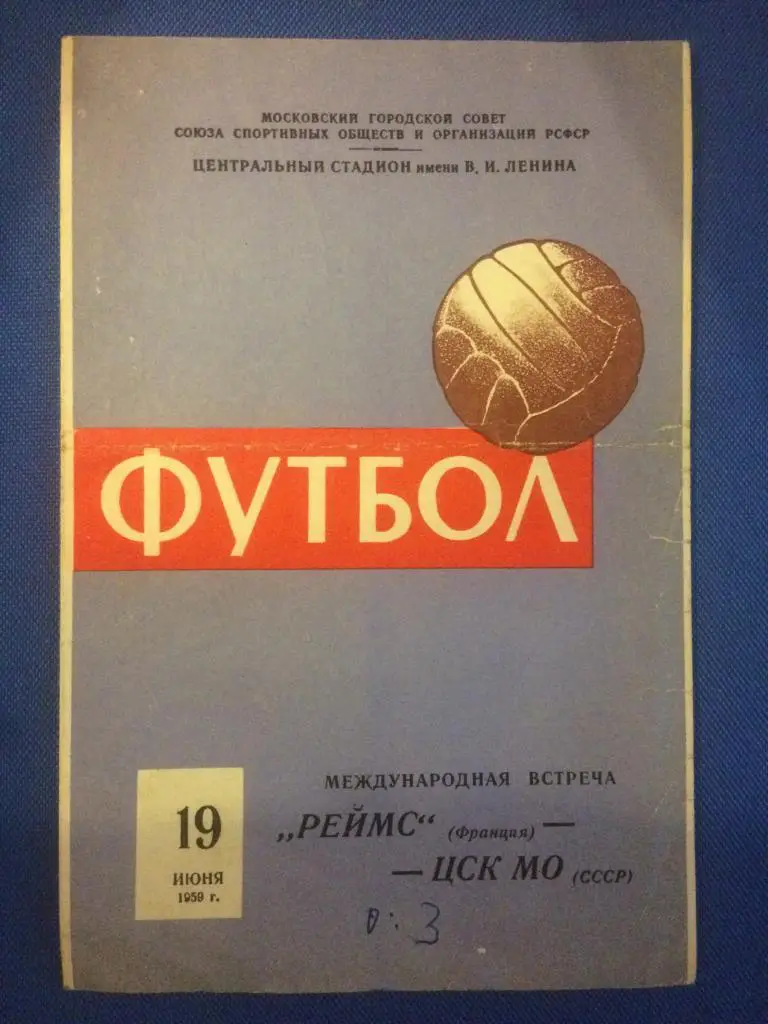 МОСКОВСКИЙ ГОРОДСКОЙ СОВЕТ
СОЮЗА СПОРТИВНЫХ ОБЩЕСТВ И ОРГАНИЗАЦИЙ РСФСР
ЦЕНТРАЛЬНЫЙ СТАДИОН имени В. И. ЛЕНИНА
ФУТБОЛ
19
ИЮНЯ
1959 г.
МЕЖДУНАРОДНАЯ ВСТРЕЧА
„РЕЙМС“ (Франция) —
— ЦСК МО (СССР)
0:3